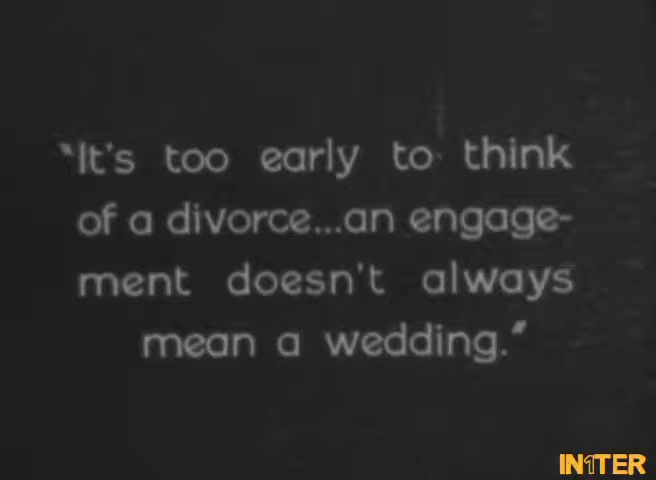 "It's too early to think
of a divorce...an engage-
ment doesn't always
mean a wedding."
IN1TER